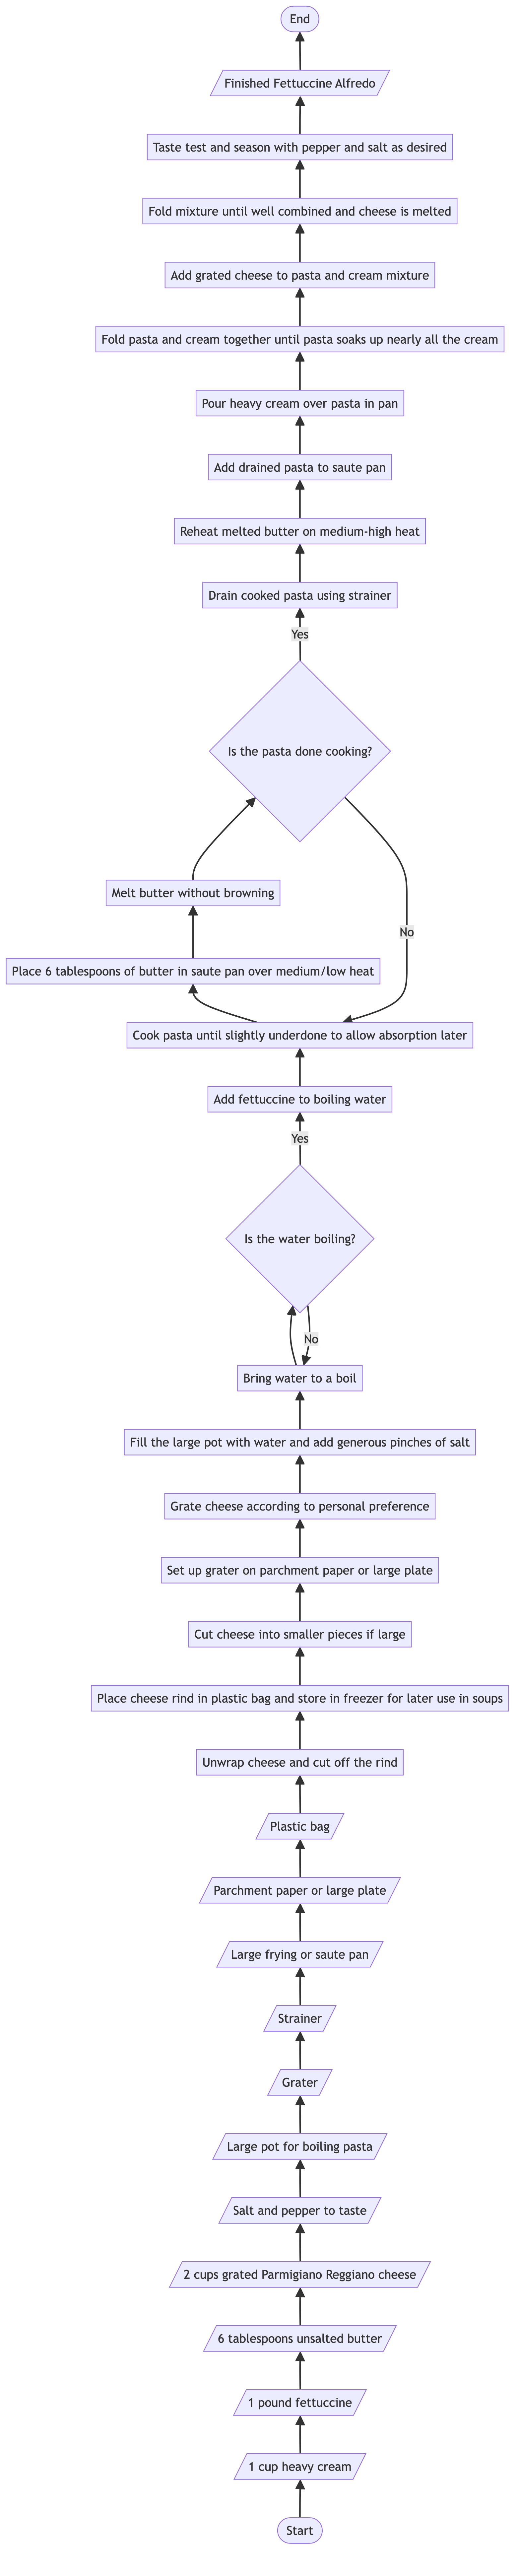 End
Finished Fettuccine Alfredo
Taste test and season with pepper and salt as desired
Fold mixture until well combined and cheese is melted
Add grated cheese to pasta and cream mixture
Fold pasta and cream together until pasta soaks up nearly all the cream
Pour heavy cream over pasta in pan
Add drained pasta to saute pan
Reheat melted butter on medium-high heat
Drain cooked pasta using strainer
Yes
Is the pasta done cooking?
Melt butter without browning
No
Place 6 tablespoons of butter in saute pan over medium/low heat
Cook pasta until slightly underdone to allow absorption later
Add fettuccine to boiling water
Yes
Is the water boiling?
No
Bring water to a boil
Fill the large pot with water and add generous pinches of salt
Grate cheese according to personal preference
Set up grater on parchment paper or large plate
Cut cheese into smaller pieces if large
Place cheese rind in plastic bag and store in freezer for later use in soups
Unwrap cheese and cut off the rind
Plastic bag
Parchment paper or large plate
Large frying or saute pan
Strainer
Grater
Large pot for boiling pasta
Salt and pepper to taste
2 cups grated Parmigiano Reggiano cheese
6 tablespoons unsalted butter
1 pound fettuccine
1 cup heavy cream
Start